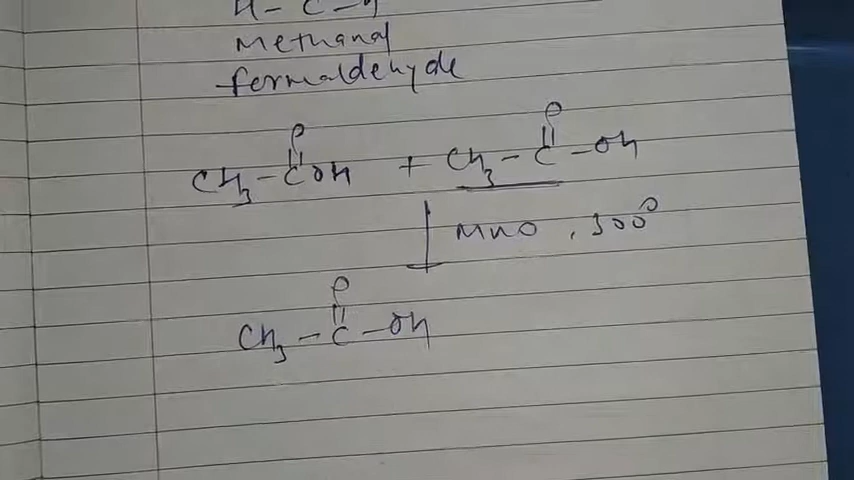 H - C - H
Methanal
formaldehyde
O O
CH3 - C OH + CH3 - C - OH
MnO, 300°
O
CH3 - C - OH